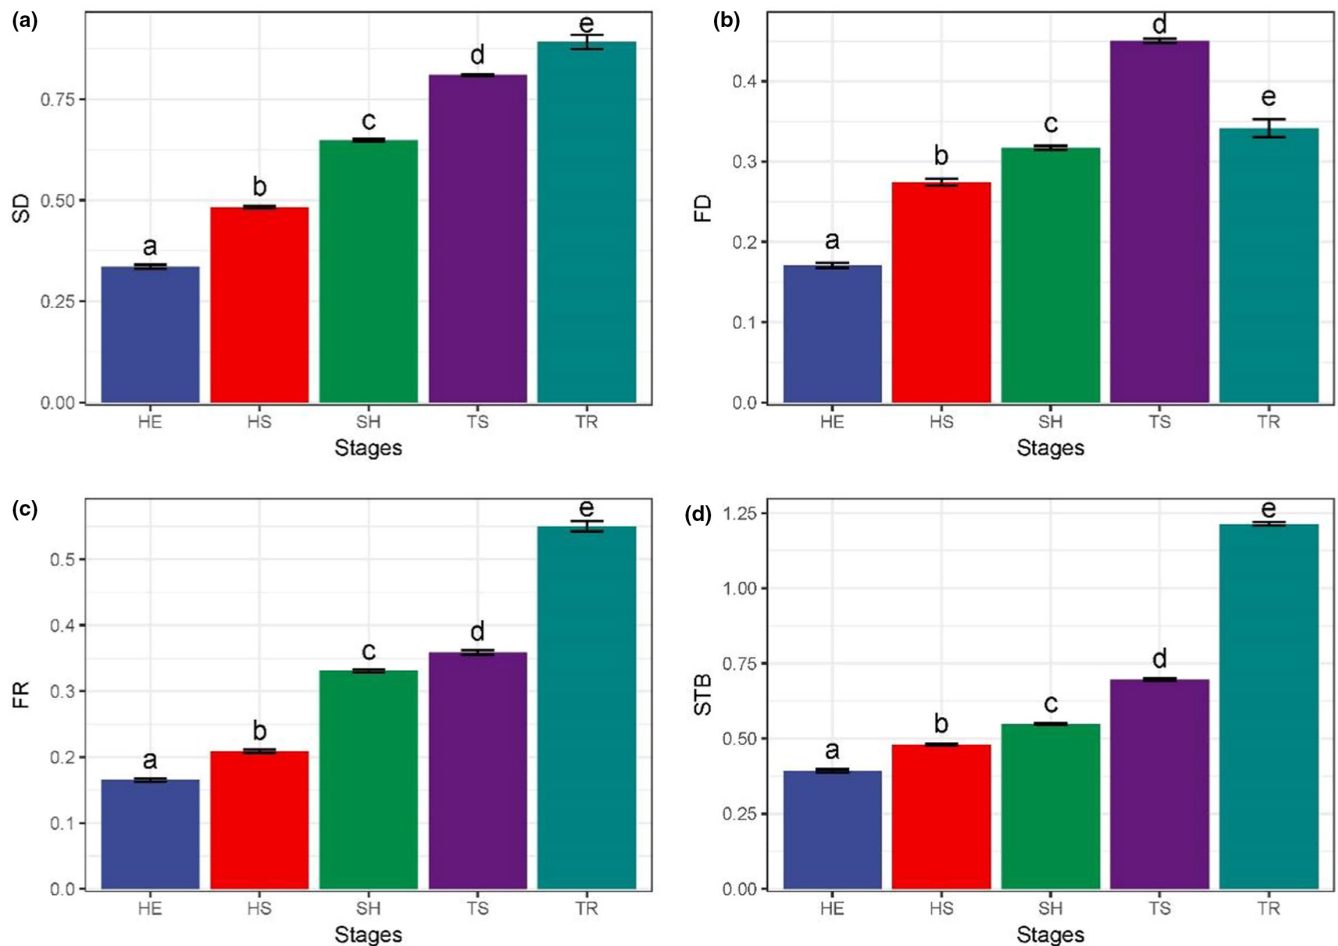 (a)
SD
0.75
0.50
0.25
0.00
a
b
c
d
e
HE HS SH TS TR
Stages
(b)
FD
0.4
0.3
0.2
0.1
0.0
a
b
c
d
e
HE HS SH TS TR
Stages
(c)
FR
0.5
0.4
0.3
0.2
0.1
0.0
a
b
c
d
e
HE HS SH TS TR
Stages
(d)
STB
1.25
1.00
0.75
0.50
0.25
0.00
a
b
c
d
e
HE HS SH TS TR
Stages